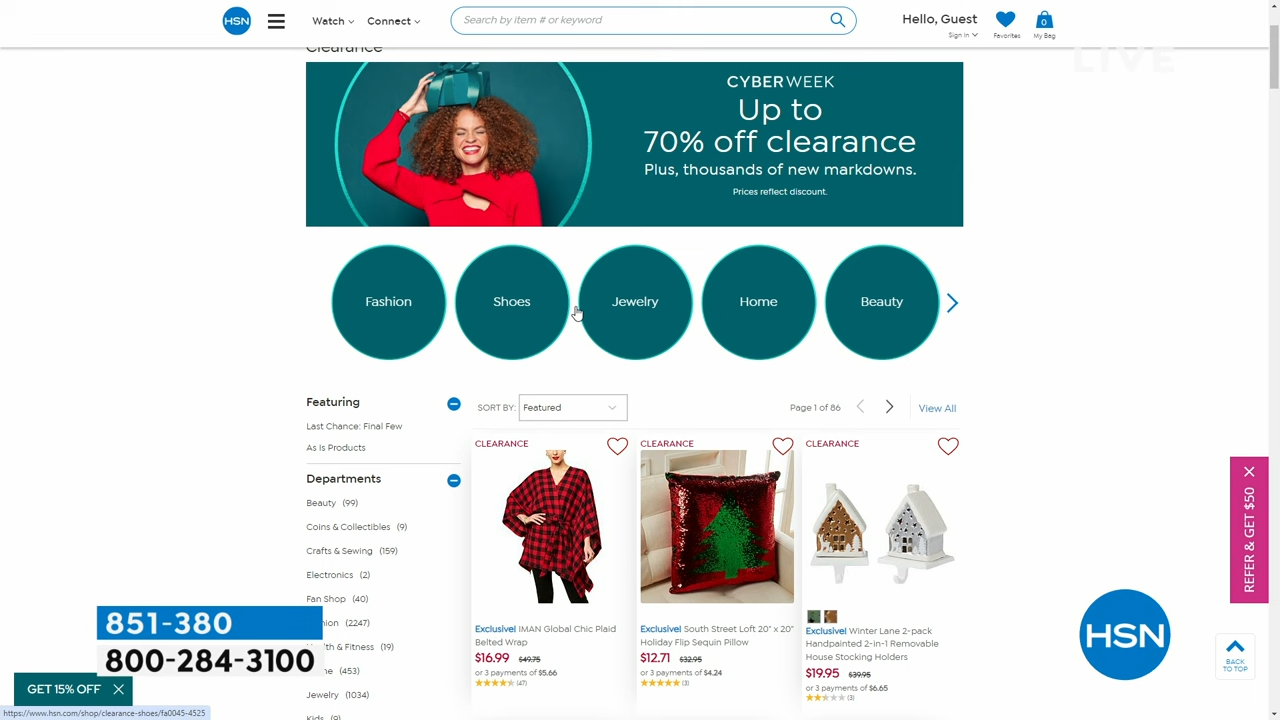 HSN
Watch
Connect
Search by item # or keyword
Hello, Guest
Sign In
Favorites
0
My Bag
Clearance
LIVE
CYBERWEEK
Up to
70% off clearance
Plus, thousands of new markdowns.
Prices reflect discount.
Fashion
Shoes
Jewelry
Home
Beauty
Featuring
Last Chance: Final Few
As Is Products
Departments
Beauty (99)
Coins & Collectibles (9)
Crafts & Sewing (159)
Electronics (2)
Fan Shop (40)
(2247)
& Fitness (19)
(453)
Jewelry (1034)
Kids (9)
SORT BY: Featured
Page 1 of 86
View All
CLEARANCE
Exclusive! IMAN Global Chic Plaid
Belted Wrap
$16.99 $49.75
or 3 payments of $5.66
(47)
CLEARANCE
Exclusive! South Street Loft 20" x 20"
Holiday Flip Sequin Pillow
$12.71 $32.95
or 3 payments of $4.24
(3)
CLEARANCE
Exclusive! Winter Lane 2-pack
Handpainted 2-in-1 Removable
House Stocking Holders
$19.95 $39.95
or 3 payments of $6.65
(3)
REFER & GET $50
HSN
BACK
TO TOP
851-380
800-284-3100
GET 15% OFF
https://www.hsn.com/shop/clearance-shoes/fa0045-4525